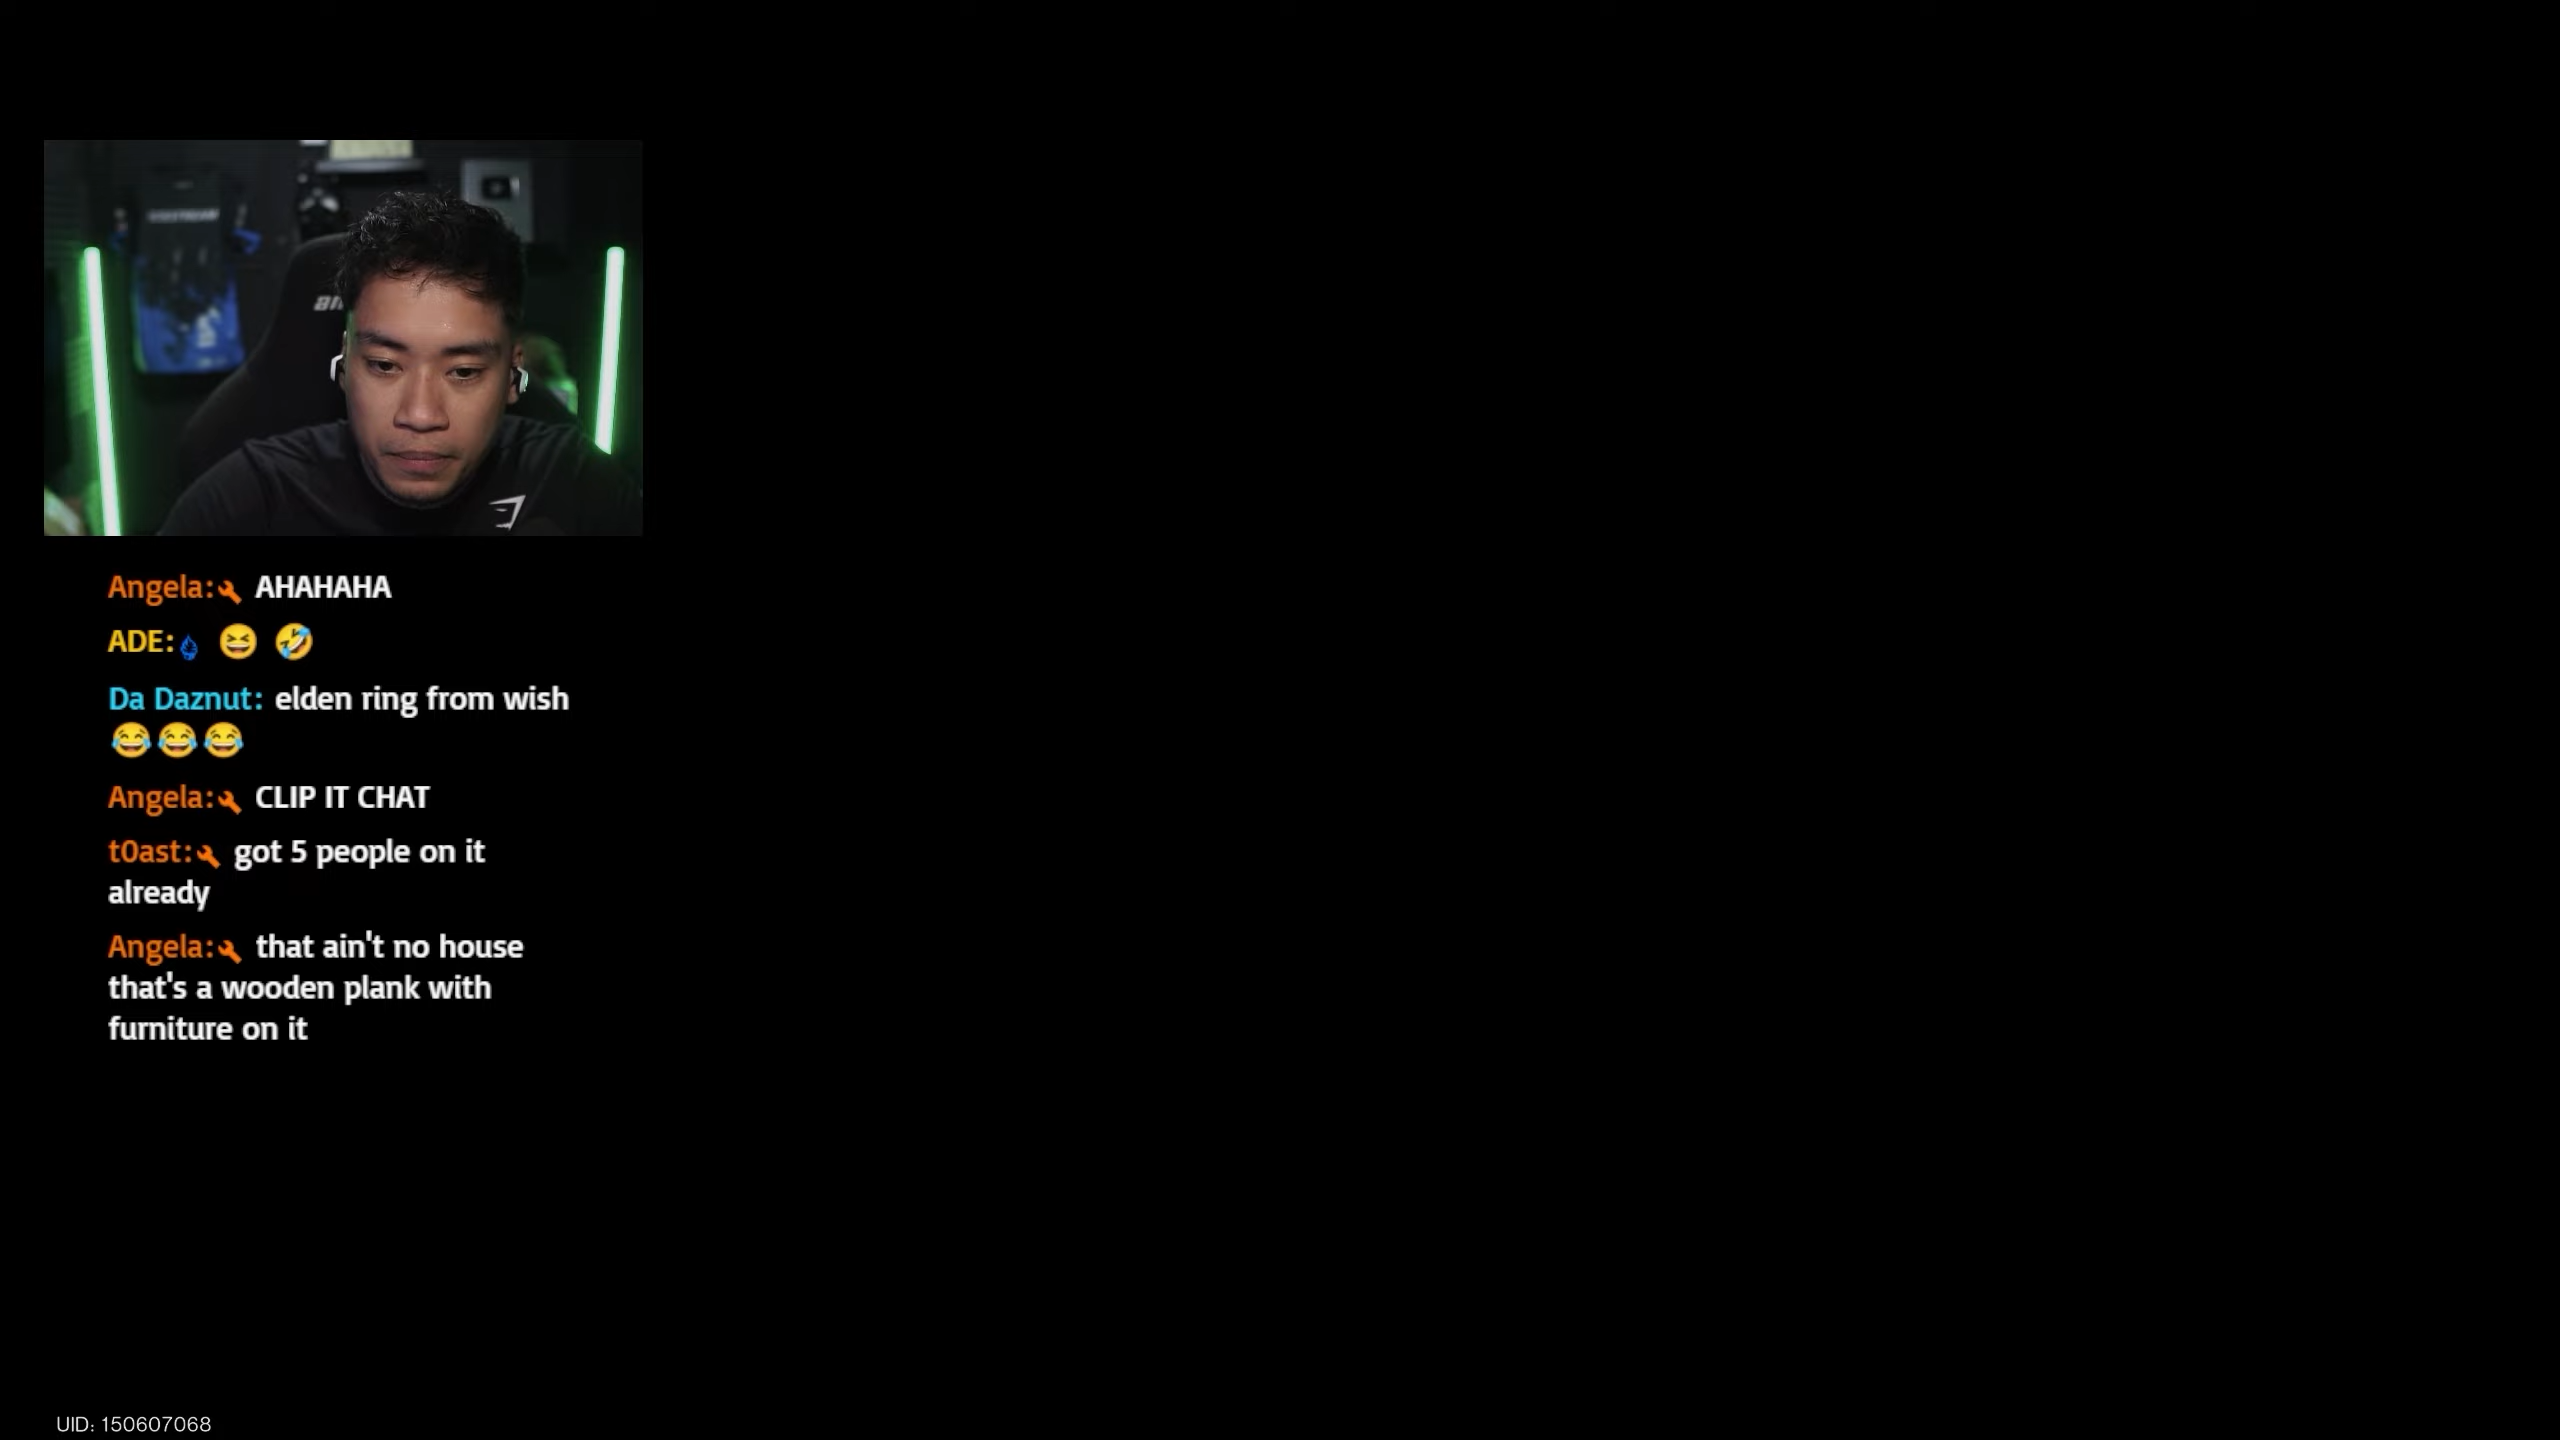 Angela: AHAHAHA
ADE: 😆 🤣
Da Daznut: elden ring from wish
😂😂😂
Angela: CLIP IT CHAT
t0ast: got 5 people on it
already
Angela: that ain't no house
that's a wooden plank with
furniture on it
UID: 150607068